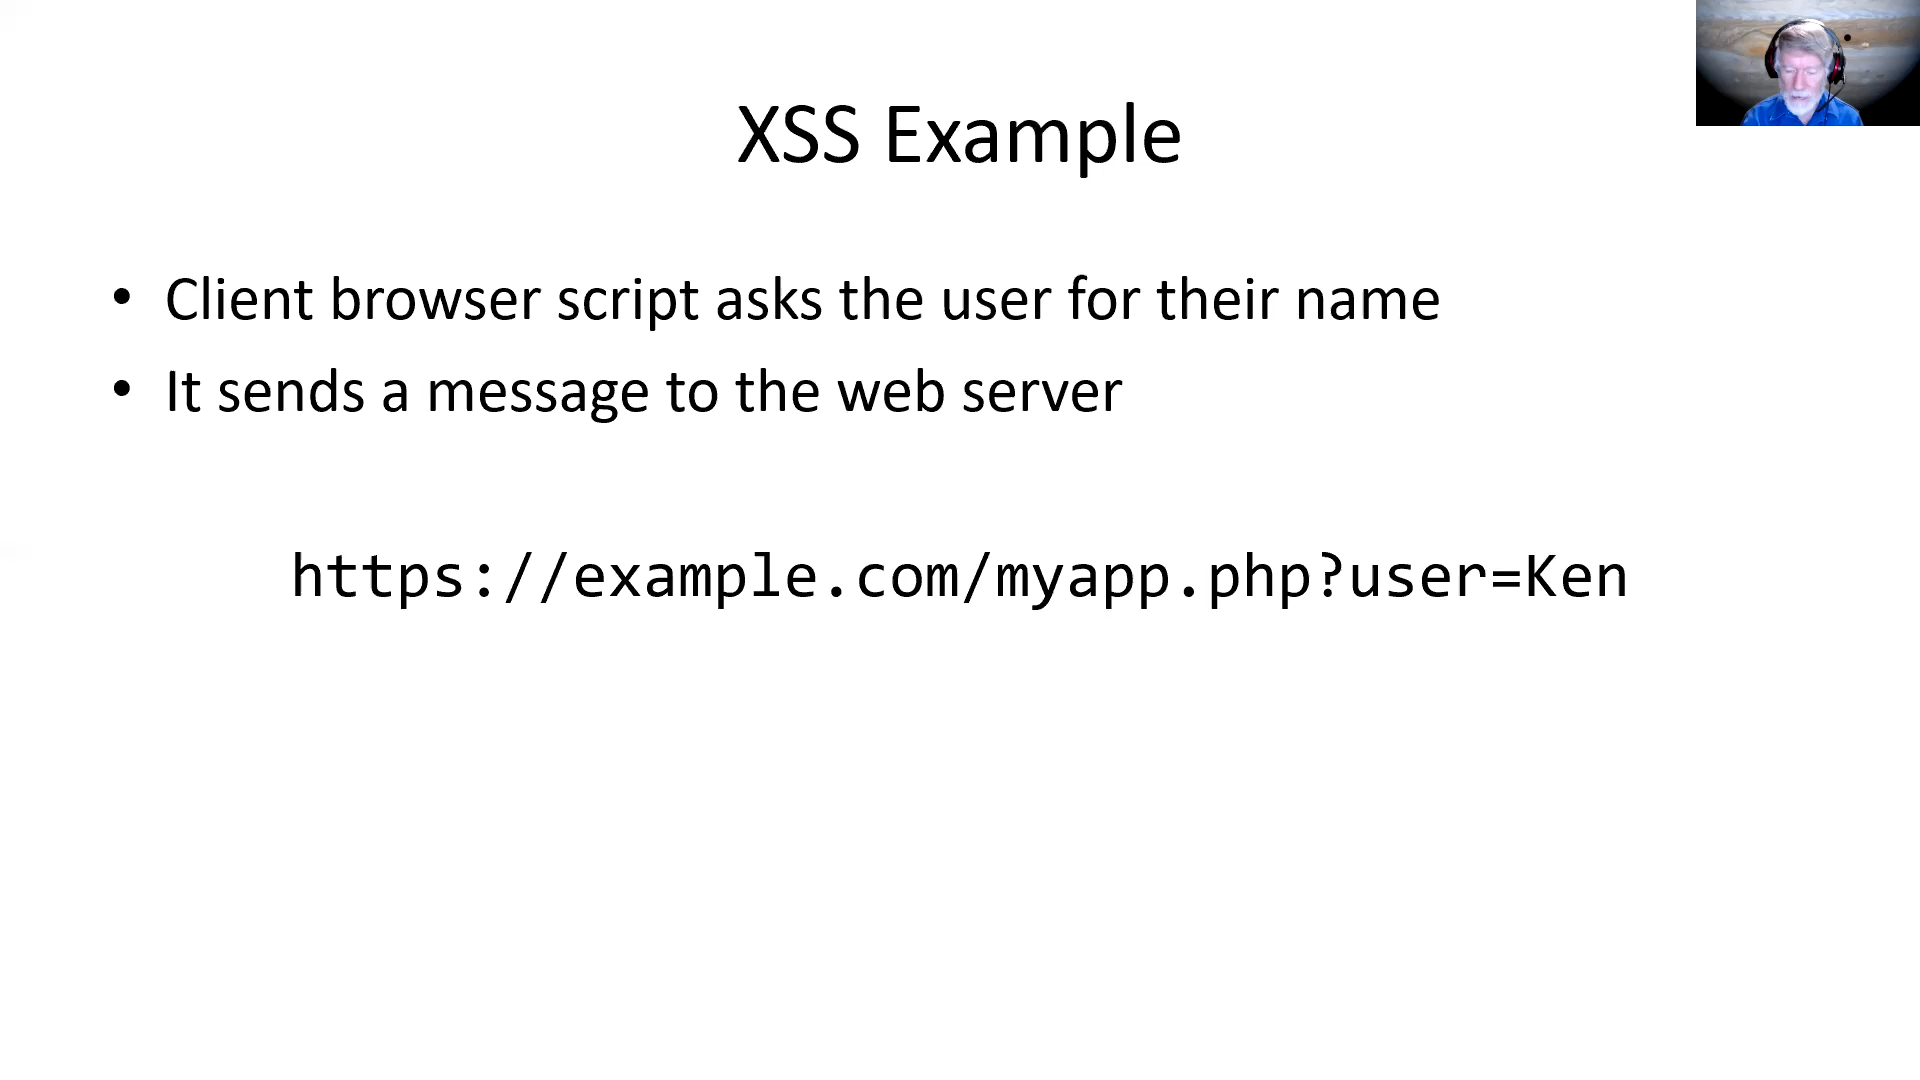 XSS Example
• Client browser script asks the user for their name
• It sends a message to the web server
https://example.com/myapp.php?user=Ken